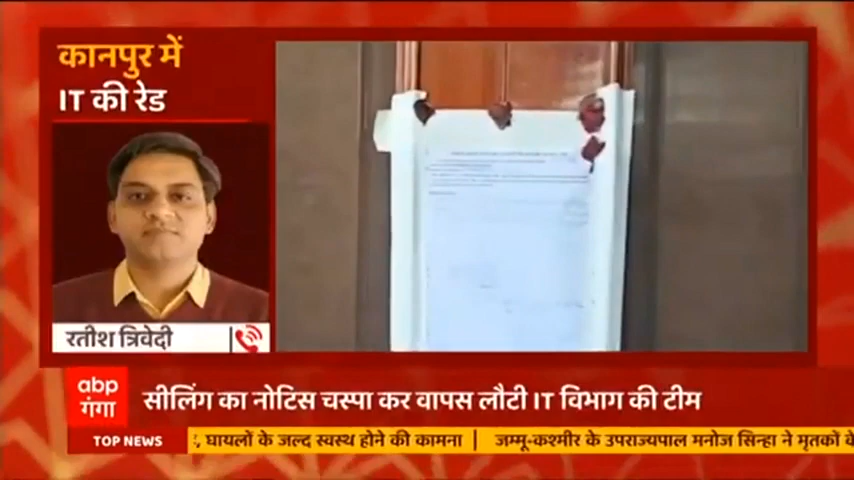 कानपुर में
IT की रेड
रतीश त्रिवेदी
abp
गंगा
सीलिंग का नोटिस चस्पा कर वापस लौटी IT विभाग की टीम
TOP NEWS
घायलों के जल्द स्वस्थ होने की कामना | जम्मू-कश्मीर के उपराज्यपाल मनोज सिन्हा ने मृतकों के